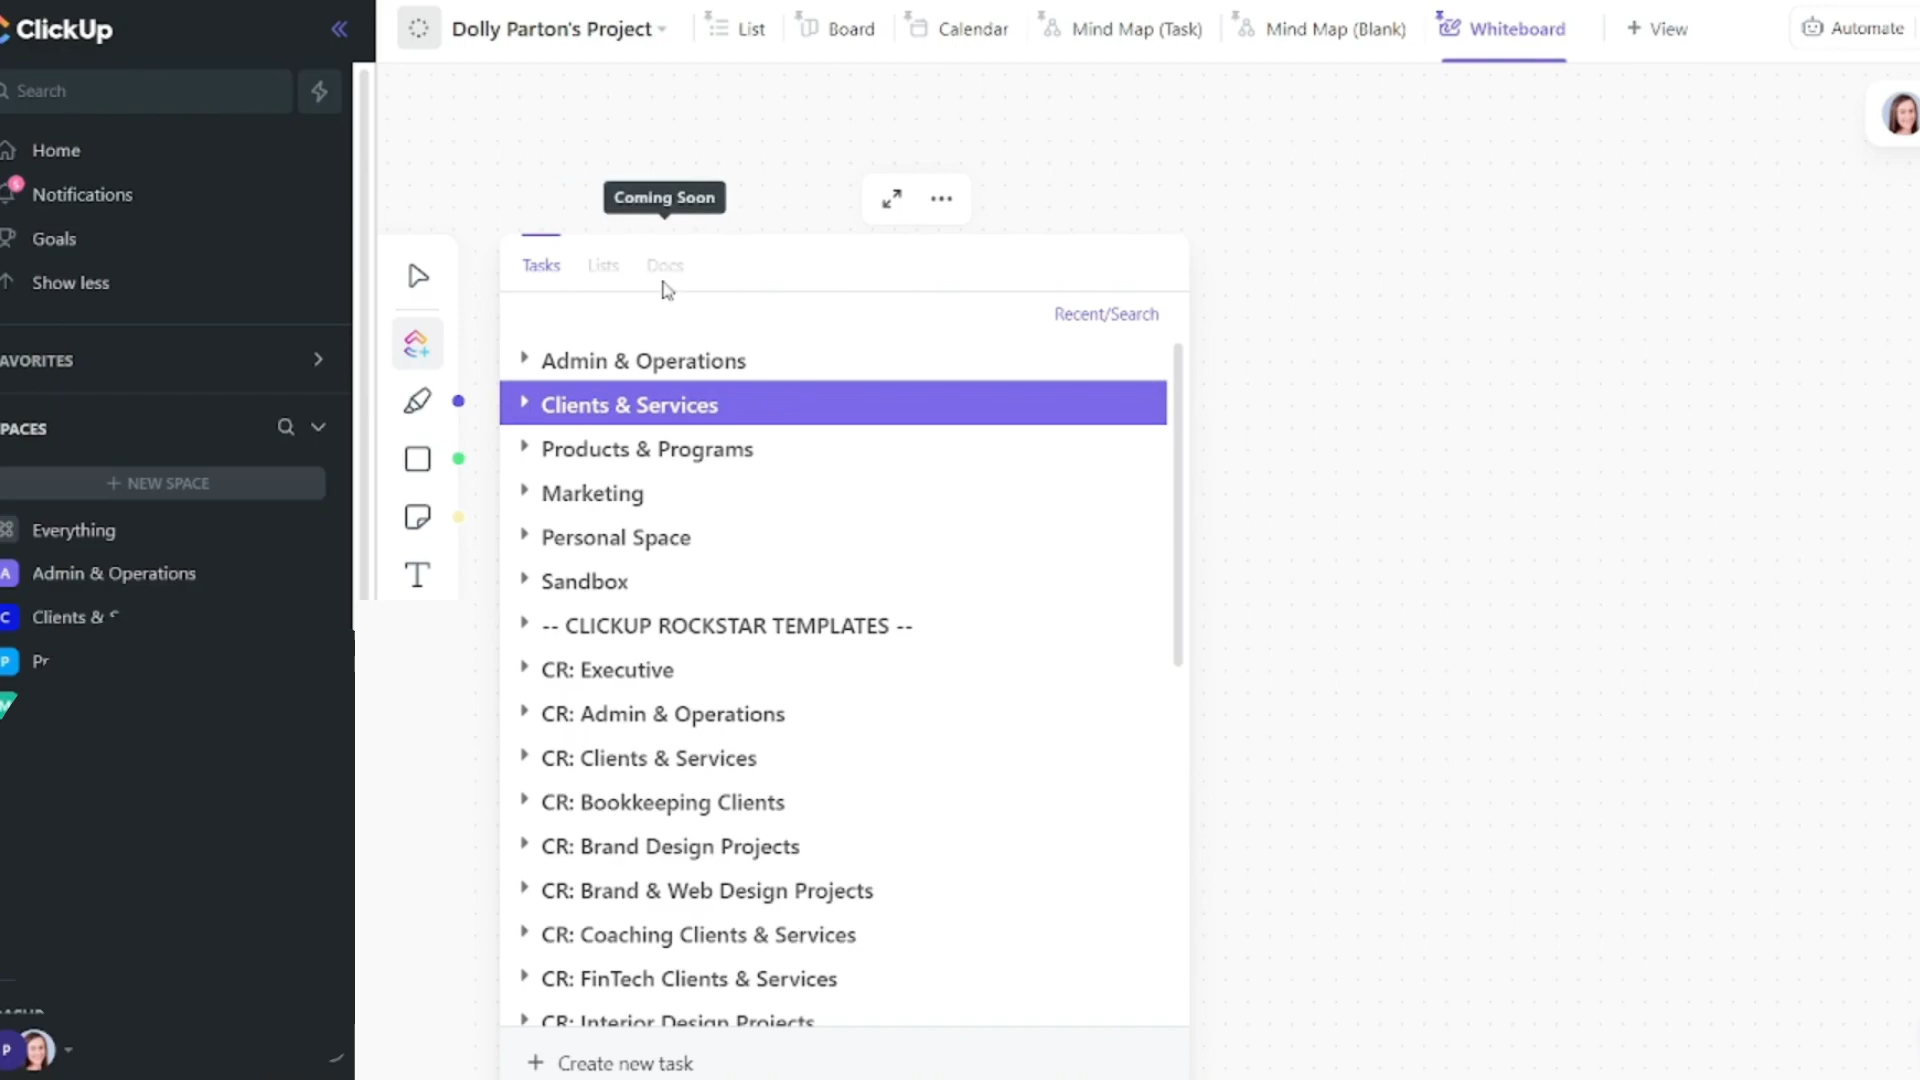 ClickUp
Dolly Parton's Project
List
Board
Calendar
Mind Map (Task)
Mind Map (Blank)
Whiteboard
+ View
Automate
Search
Home
5
Notifications
Goals
Show less
AVORITES
PACES
+ NEW SPACE
Everything
A Admin & Operations
C Clients &
P Pr
M
P
Coming Soon
Tasks
Lists
Docs
Recent/Search
Admin & Operations
Clients & Services
Products & Programs
Marketing
Personal Space
Sandbox
-- CLICKUP ROCKSTAR TEMPLATES --
CR: Executive
CR: Admin & Operations
CR: Clients & Services
CR: Bookkeeping Clients
CR: Brand Design Projects
CR: Brand & Web Design Projects
CR: Coaching Clients & Services
CR: FinTech Clients & Services
CR: Interior Design Projects
+ Create new task